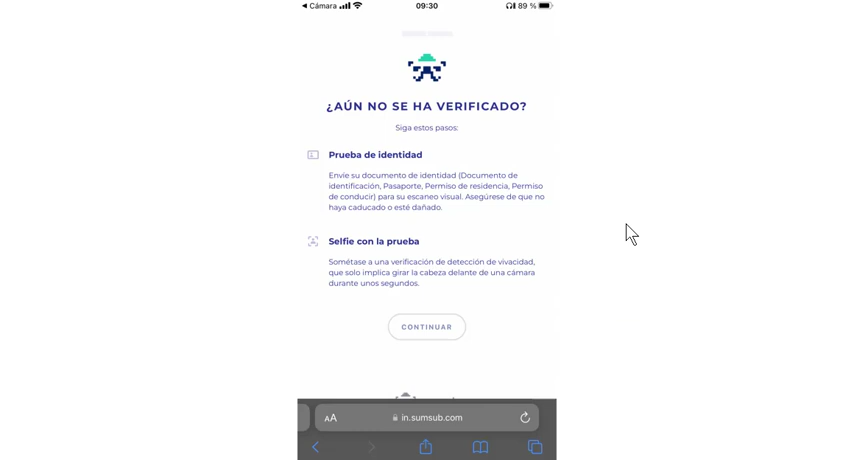 ◀ Cámara 09:30 89 %
¿AÚN NO SE HA VERIFICADO?
Siga estos pasos:
Prueba de identidad
Envíe su documento de identidad (Documento de
identificación, Pasaporte, Permiso de residencia, Permiso
de conducir) para su escaneo visual. Asegúrese de que no
haya caducado o esté dañado.
Selfie con la prueba
Sométase a una verificación de detección de vivacidad,
que solo implica girar la cabeza delante de una cámara
durante unos segundos.
CONTINUAR
AA in.sumsub.com